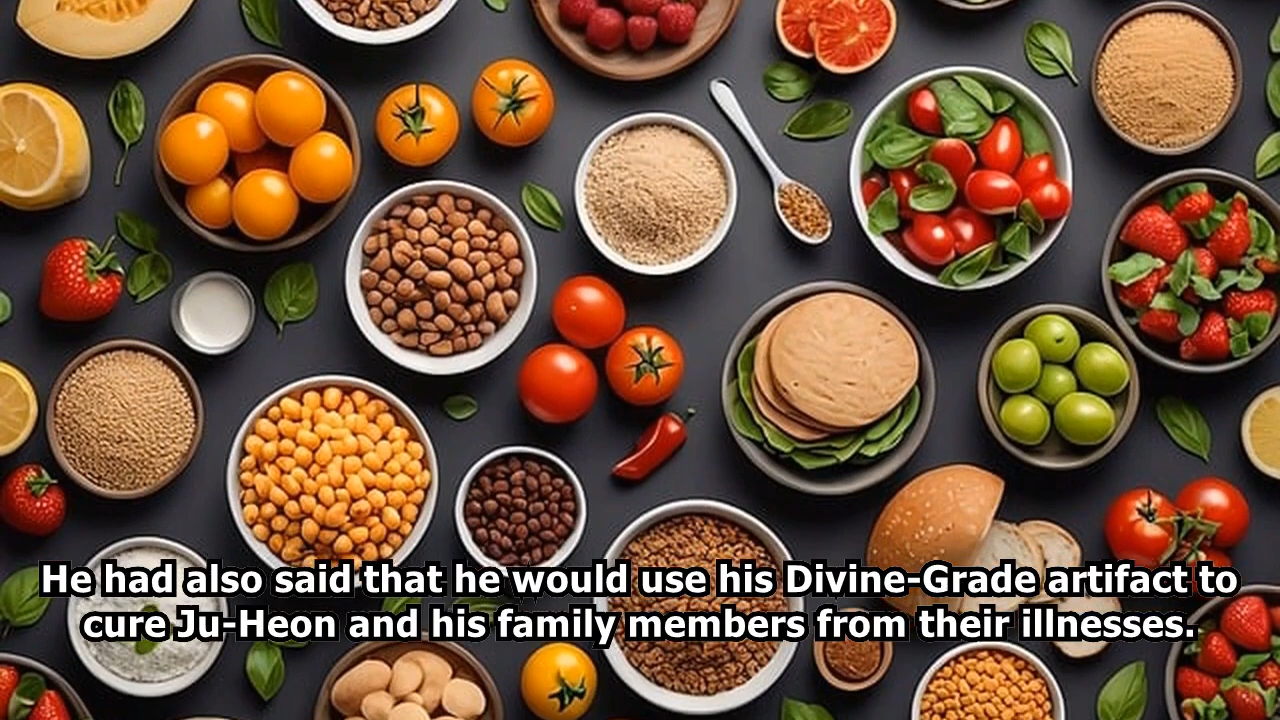 He had also said that he would use his Divine-Grade artifact to
cure Ju-Heon and his family members from their illnesses.